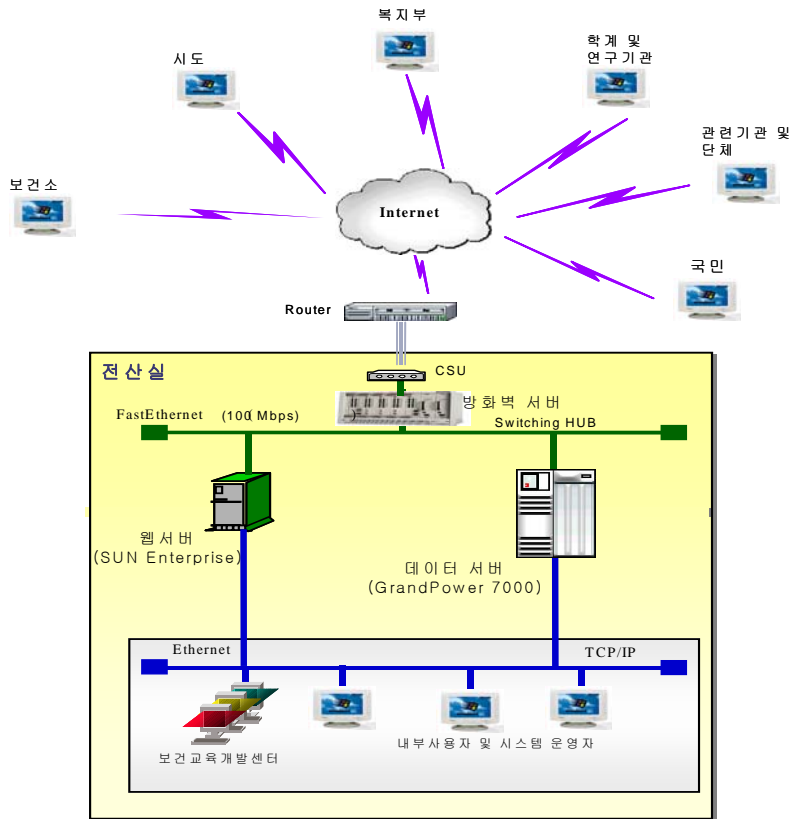 복지부
시도
학계 및
연구기관
관련기관 및
단체
보건소
Internet
국민
Router
전산실
CSU
방화벽 서버
FastEthernet (100 Mbps)
Switching HUB
웹서버
(SUN Enterprise)
데이터 서버
(GrandPower 7000)
Ethernet
TCP/IP
보건교육개발센터
내부사용자 및 시스템 운영자